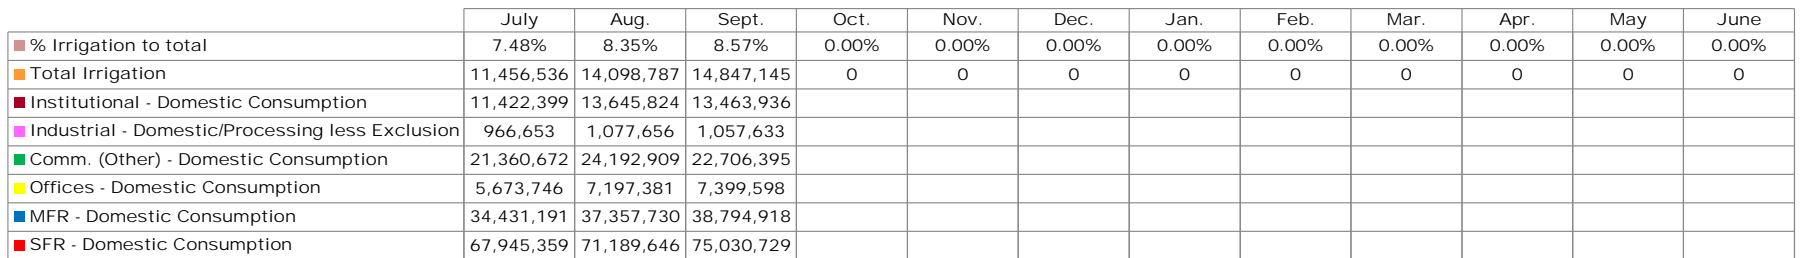 July Aug. Sept. Oct. Nov. Dec. Jan. Feb. Mar. Apr. May June
% Irrigation to total 7.48% 8.35% 8.57% 0.00% 0.00% 0.00% 0.00% 0.00% 0.00% 0.00% 0.00% 0.00%
Total Irrigation 11,456,536 14,098,787 14,847,145 0 0 0 0 0 0 0 0 0
Institutional - Domestic Consumption 11,422,399 13,645,824 13,463,936
Industrial - Domestic/Processing less Exclusion 966,653 1,077,656 1,057,633
Comm. (Other) - Domestic Consumption 21,360,672 24,192,909 22,706,395
Offices - Domestic Consumption 5,673,746 7,197,381 7,399,598
MFR - Domestic Consumption 34,431,191 37,357,730 38,794,918
SFR - Domestic Consumption 67,945,359 71,189,646 75,030,729